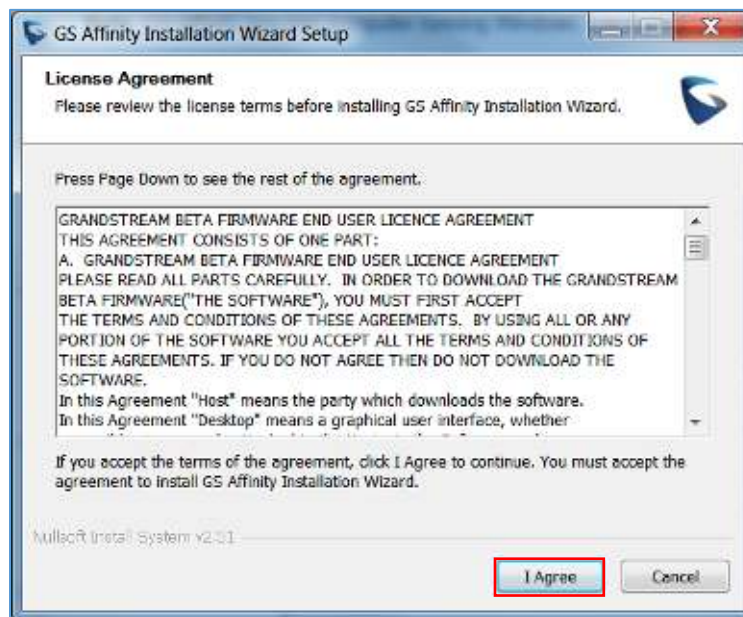 GS Affinity Installation Wizard Setup
License Agreement
Please review the license terms before installing GS Affinity Installation Wizard.
Press Page Down to see the rest of the agreement.
GRANDSTREAM BETA FIRMWARE END USER LICENCE AGREEMENT
THIS AGREEMENT CONSISTS OF ONE PART:
A. GRANDSTREAM BETA FIRMWARE END USER LICENCE AGREEMENT
PLEASE READ ALL PARTS CAREFULLY. IN ORDER TO DOWNLOAD THE GRANDSTREAM
BETA FIRMWARE("THE SOFTWARE"), YOU MUST FIRST ACCEPT
THE TERMS AND CONDITIONS OF THESE AGREEMENTS. BY USING ALL OR ANY
PORTION OF THE SOFTWARE YOU ACCEPT ALL THE TERMS AND CONDITIONS OF
THESE AGREEMENTS. IF YOU DO NOT AGREE THEN DO NOT DOWNLOAD THE
SOFTWARE.
In this Agreement "Host" means the party which downloads the software.
In this Agreement "Desktop" means a graphical user interface, whether
If you accept the terms of the agreement, click I Agree to continue. You must accept the
agreement to install GS Affinity Installation Wizard.
Nullsoft Install System
I Agree
Cancel